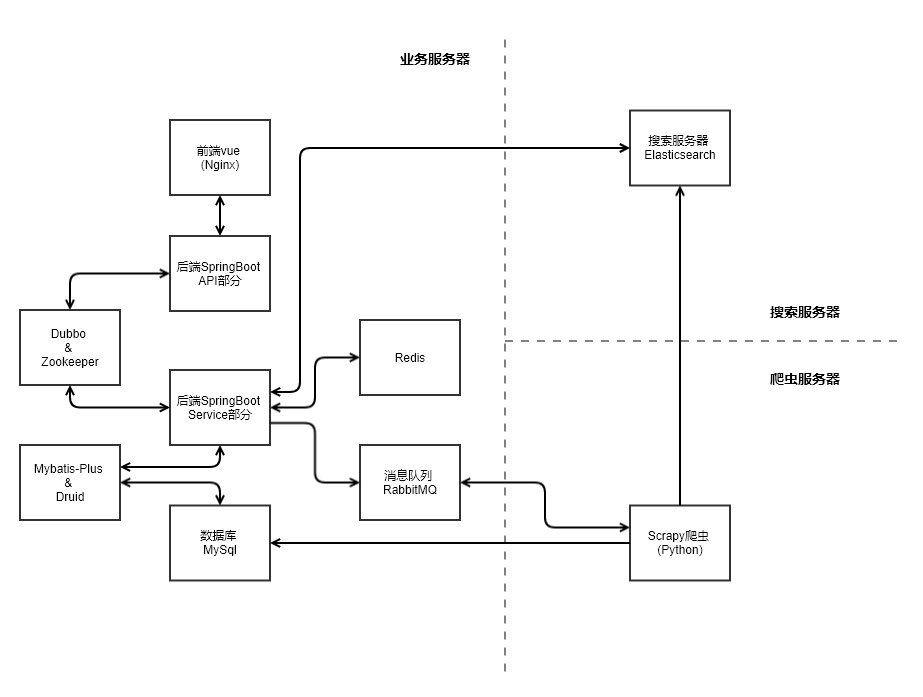 业务服务器
前端vue
(Nginx)
搜索服务器
Elasticsearch
后端SpringBoot
API部分
Dubbo
&
Zookeeper
搜索服务器
Redis
爬虫服务器
后端SpringBoot
Service部分
Mybatis-Plus
&
Druid
消息队列
RabbitMQ
数据库
MySql
Scrapy爬虫
(Python)